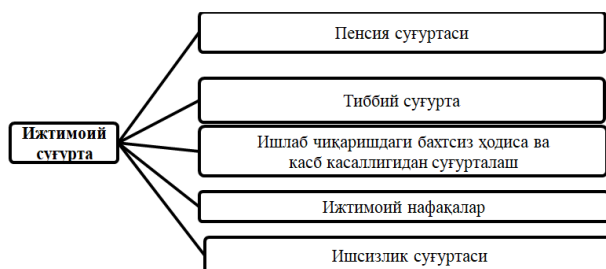 Ижтимоий
суғурта
Пенсия суғуртаси
Тиббий суғурта
Ишлаб чиқаришдаги бахтсиз ҳодиса ва
касб касаллигидан суғурталаш
Ижтимоий нафақалар
Ишсизлик суғуртаси